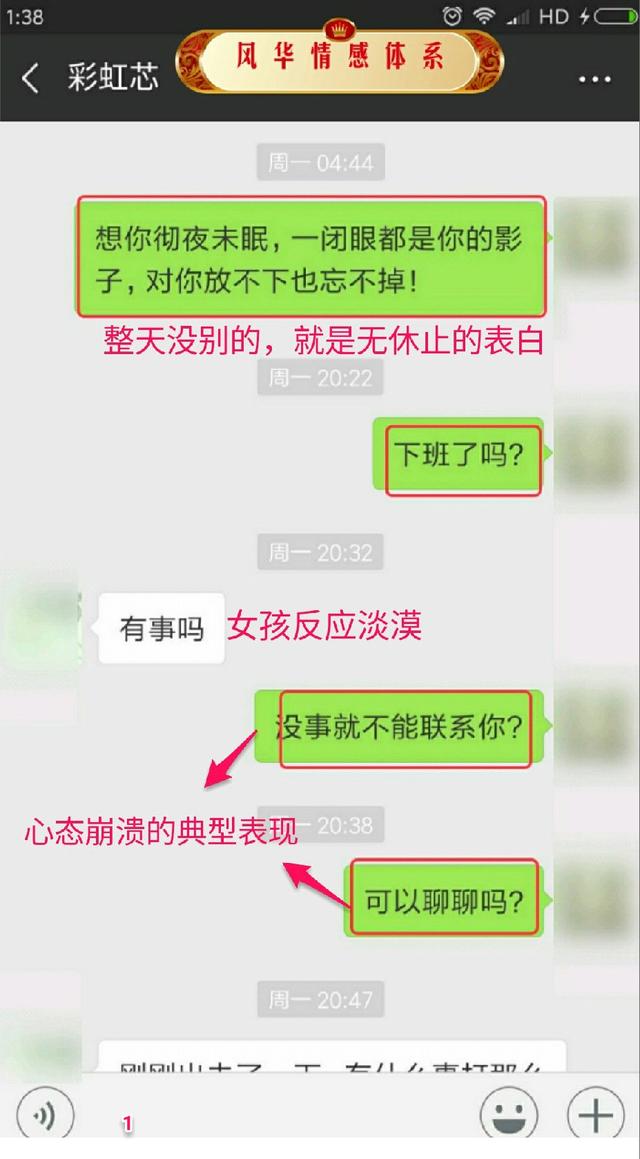 1:38
HD
风华情感体系
彩虹芯
周一 04:44
想你彻夜未眠，一闭眼都是你的影
子，对你放不下也忘不掉！
整天没别的，就是无休止的表白
周一 20:22
下班了吗？
周一 20:32
有事吗
女孩反应淡漠
没事就不能联系你？
心态崩溃的典型表现
一 20:38
可以聊聊吗？
周一 20:47
1